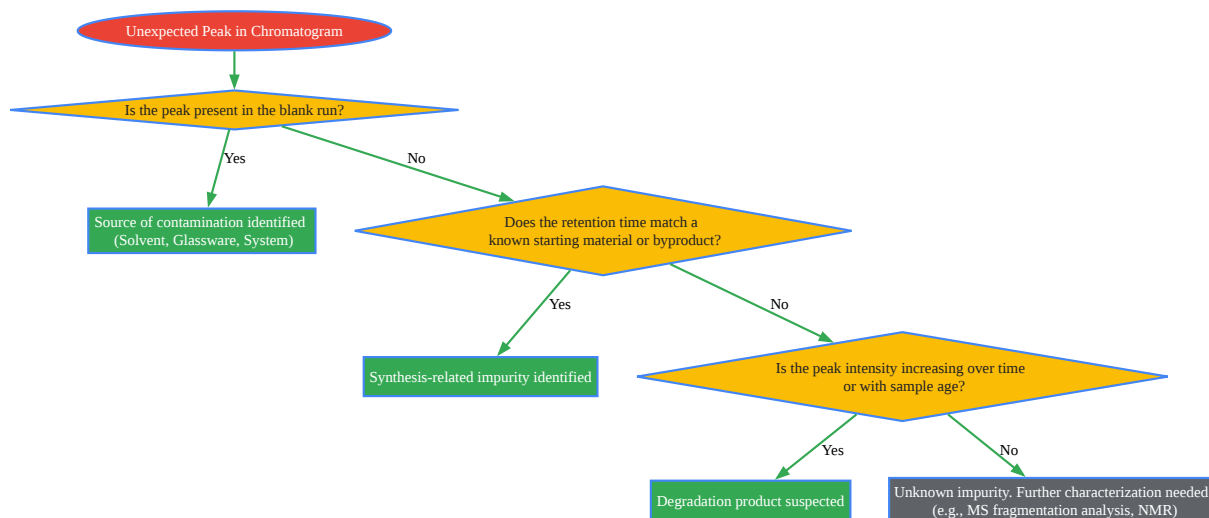 Unexpected Peak in Chromatogram
Is the peak present in the blank run?
Yes
No
Source of contamination identified
(Solvent, Glassware, System)
Does the retention time match a
known starting material or byproduct?
Yes
No
Synthesis-related impurity identified
Is the peak intensity increasing over time
or with sample age?
Yes
No
Degradation product suspected
Unknown impurity. Further characterization needed
(e.g., MS fragmentation analysis, NMR)